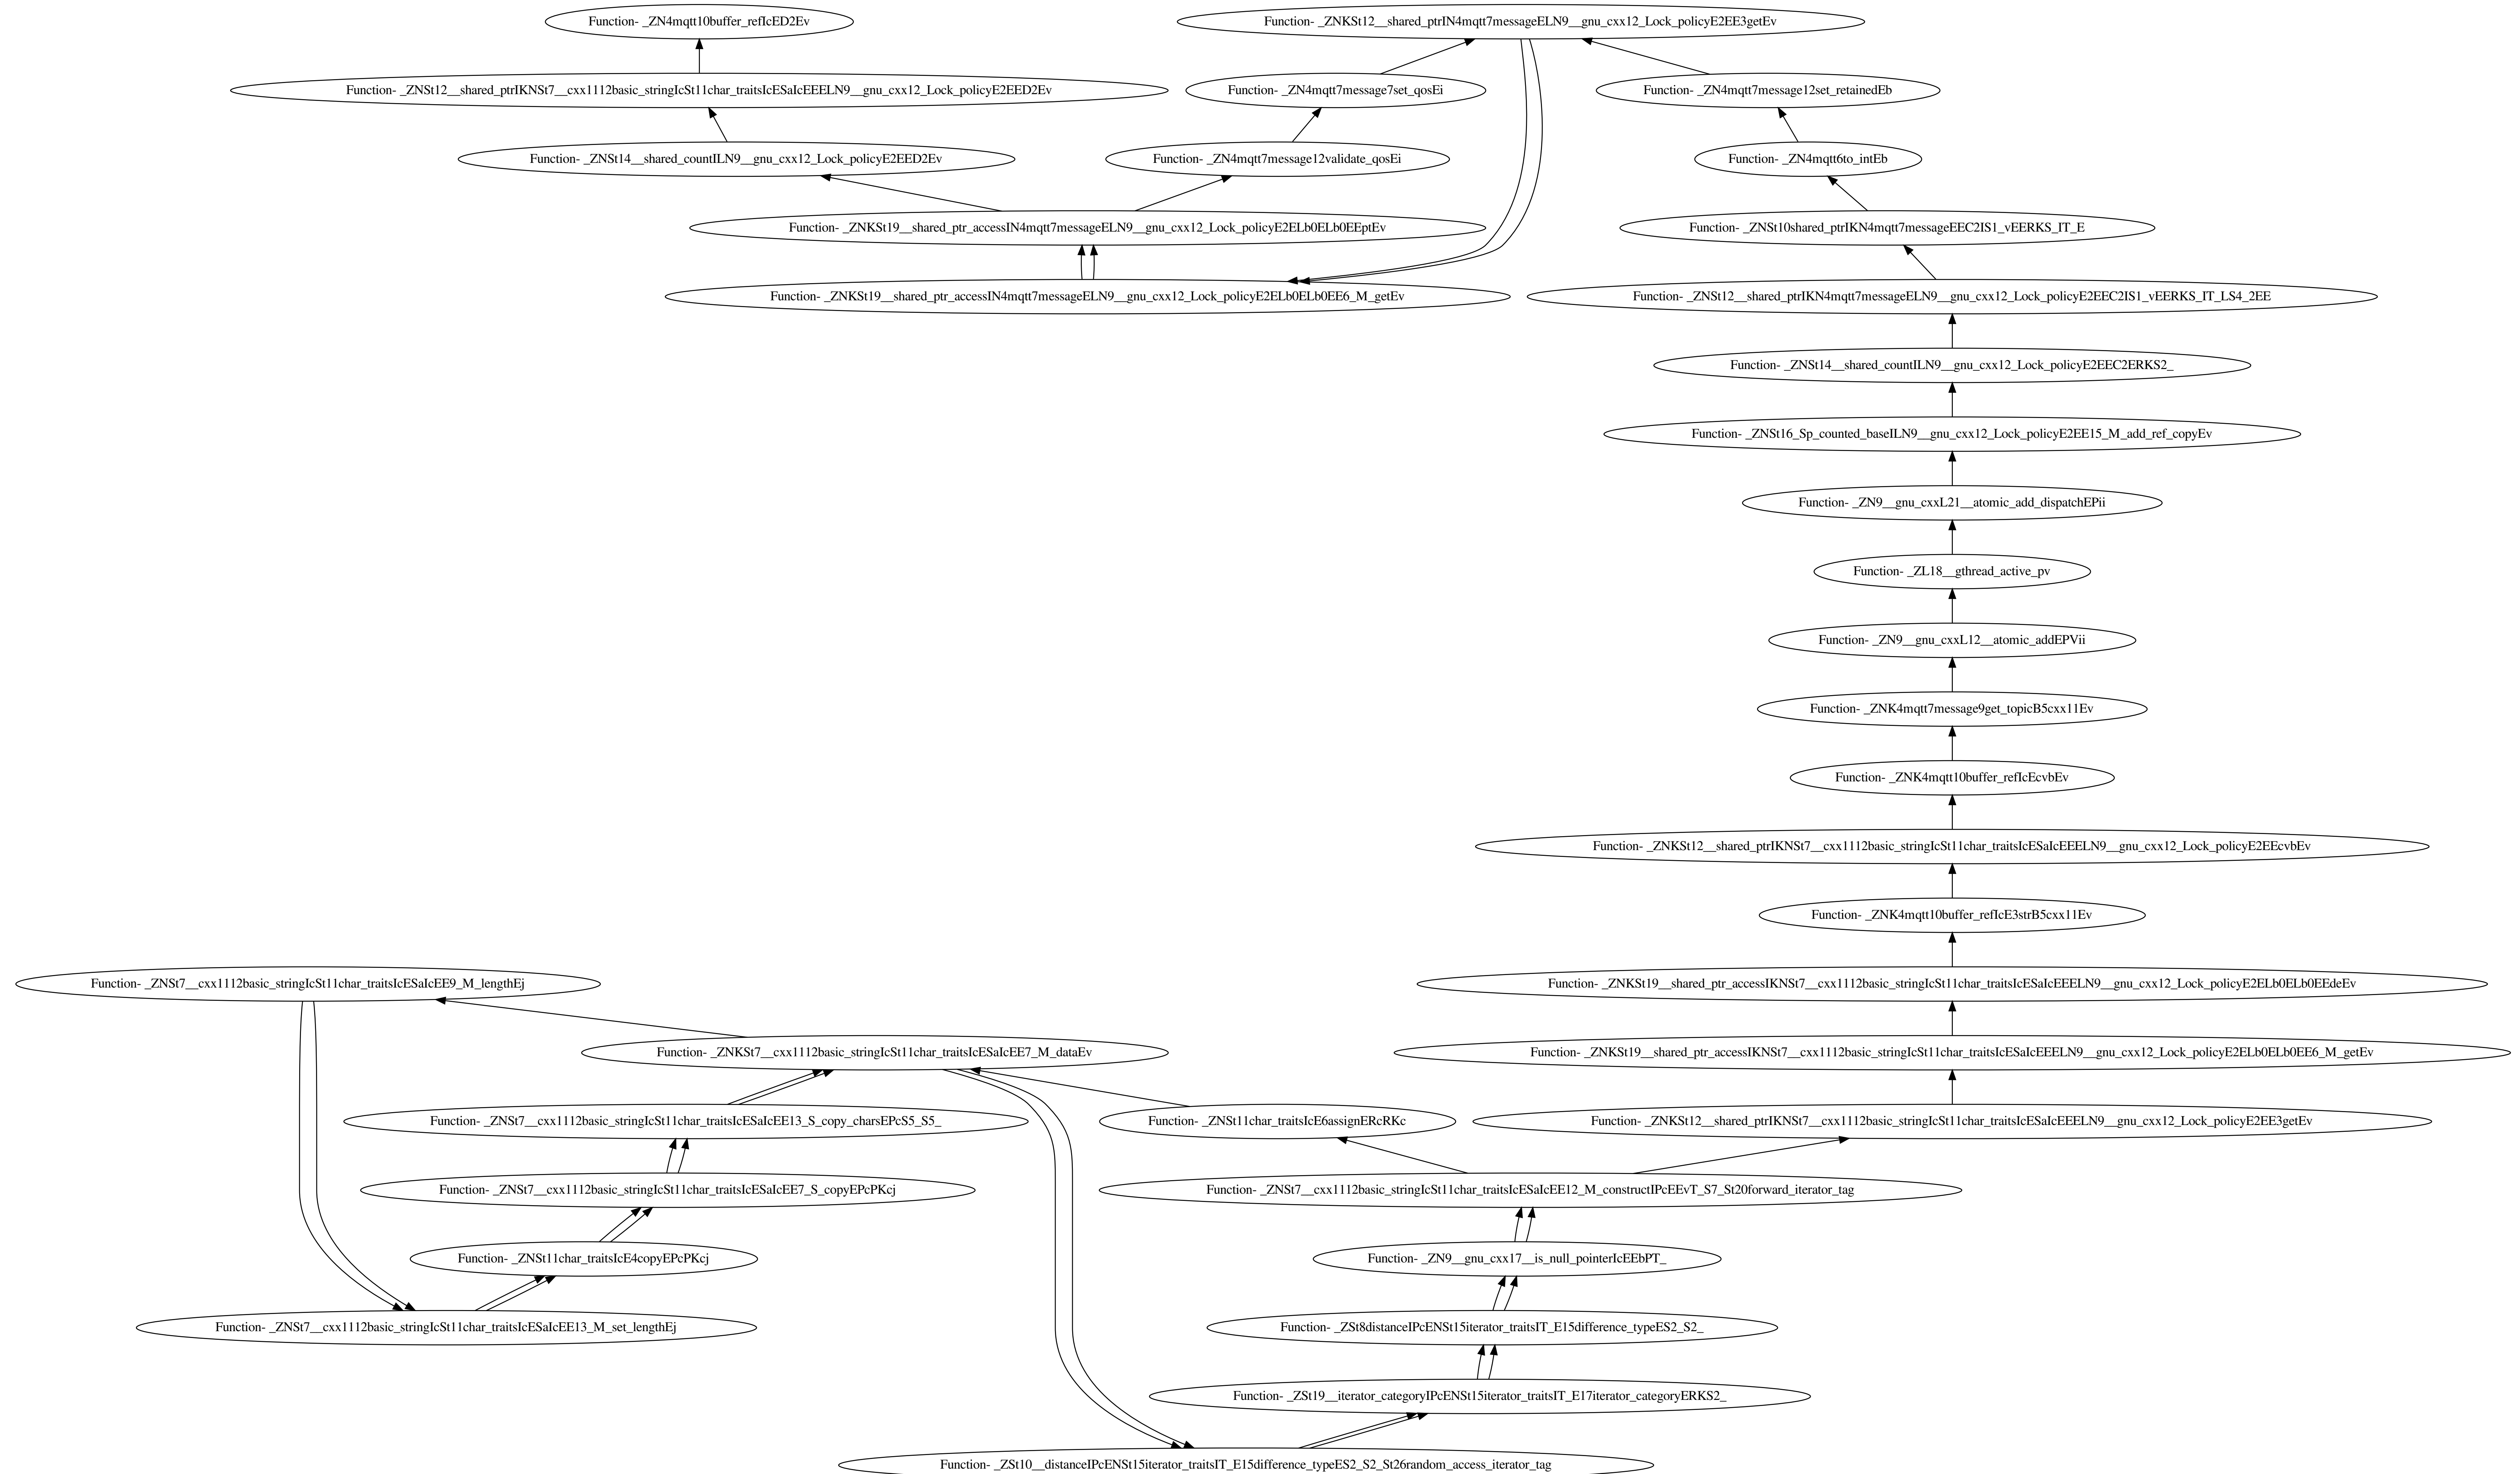 Function- _ZN4mqtt10buffer_refIcED2Ev
Function- _ZNKSt12__shared_ptrIN4mqtt7messageELN9__gnu_cxx12_Lock_policyE2EE3getEv
Function- _ZNSt12__shared_ptrIKNSt7__cxx1112basic_stringIcSt11char_traitsIcESaIcEEELN9__gnu_cxx12_Lock_policyE2EED2Ev
Function- _ZN4mqtt7message7set_qosEi
Function- _ZN4mqtt7message12set_retainedEb
Function- _ZNSt14__shared_countILN9__gnu_cxx12_Lock_policyE2EED2Ev
Function- _ZN4mqtt7message12validate_qosEi
Function- _ZN4mqtt6to_intEb
Function- _ZNKSt19__shared_ptr_accessIN4mqtt7messageELN9__gnu_cxx12_Lock_policyE2ELb0ELb0EEptEv
Function- _ZNSt10shared_ptrIKN4mqtt7messageEEC2IS1_vEERKS_IT_E
Function- _ZNKSt19__shared_ptr_accessIN4mqtt7messageELN9__gnu_cxx12_Lock_policyE2ELb0ELb0EE6_M_getEv
Function- _ZNSt12__shared_ptrIKN4mqtt7messageELN9__gnu_cxx12_Lock_policyE2EEC2IS1_vEERKS_IT_LS4_2EE
Function- _ZNSt14__shared_countILN9__gnu_cxx12_Lock_policyE2EEC2ERKS2_
Function- _ZNSt16_Sp_counted_baseILN9__gnu_cxx12_Lock_policyE2EE15_M_add_ref_copyEv
Function- _ZN9__gnu_cxxL21__atomic_add_dispatchEPii
Function- _ZL18__gthread_active_pv
Function- _ZN9__gnu_cxxL12__atomic_addEPVii
Function- _ZNK4mqtt7message9get_topicB5cxx11Ev
Function- _ZNK4mqtt10buffer_refIcEcvbEv
Function- _ZNKSt12__shared_ptrIKNSt7__cxx1112basic_stringIcSt11char_traitsIcESaIcEEELN9__gnu_cxx12_Lock_policyE2EEcvbEv
Function- _ZNK4mqtt10buffer_refIcE3strB5cxx11Ev
Function- _ZNSt7__cxx1112basic_stringIcSt11char_traitsIcESaIcEE9_M_lengthEj
Function- _ZNKSt19__shared_ptr_accessIKNSt7__cxx1112basic_stringIcSt11char_traitsIcESaIcEEELN9__gnu_cxx12_Lock_policyE2ELb0ELb0EEdeEv
Function- _ZNKSt7__cxx1112basic_stringIcSt11char_traitsIcESaIcEE7_M_dataEv
Function- _ZNKSt19__shared_ptr_accessIKNSt7__cxx1112basic_stringIcSt11char_traitsIcESaIcEEELN9__gnu_cxx12_Lock_policyE2ELb0ELb0EE6_M_getEv
Function- _ZNSt7__cxx1112basic_stringIcSt11char_traitsIcESaIcEE13_S_copy_charsEPcS5_S5_
Function- _ZNSt11char_traitsIcE6assignERcRKc
Function- _ZNKSt12__shared_ptrIKNSt7__cxx1112basic_stringIcSt11char_traitsIcESaIcEEELN9__gnu_cxx12_Lock_policyE2EE3getEv
Function- _ZNSt7__cxx1112basic_stringIcSt11char_traitsIcESaIcEE7_S_copyEPcPKcj
Function- _ZNSt7__cxx1112basic_stringIcSt11char_traitsIcESaIcEE12_M_constructIPcEEvT_S7_St20forward_iterator_tag
Function- _ZNSt11char_traitsIcE4copyEPcPKcj
Function- _ZN9__gnu_cxx17__is_null_pointerIcEEbPT_
Function- _ZNSt7__cxx1112basic_stringIcSt11char_traitsIcESaIcEE13_M_set_lengthEj
Function- _ZSt8distanceIPcENSt15iterator_traitsIT_E15difference_typeES2_S2_
Function- _ZSt19__iterator_categoryIPcENSt15iterator_traitsIT_E17iterator_categoryERKS2_
Function- _ZSt10__distanceIPcENSt15iterator_traitsIT_E15difference_typeES2_S2_St26random_access_iterator_tag